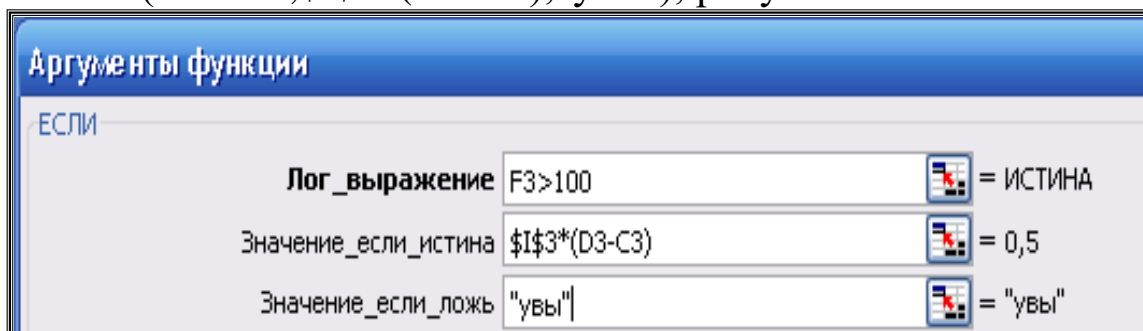 Аргументы функции
ЕСЛИ
Лог_выражение F3>100 = ИСТИНА
Значение_если_истина $I$3*(D3-C3) = 0,5
Значение_если_ложь "увы" = "увы"